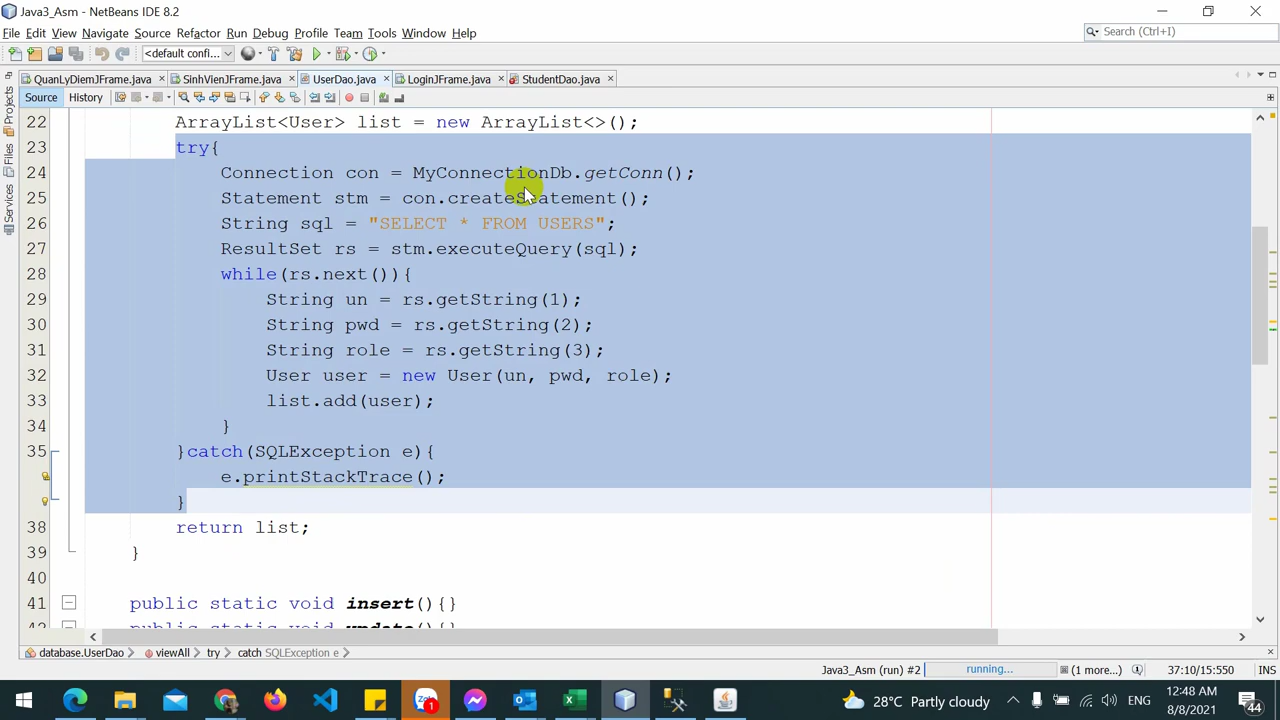 Java3_Asm - NetBeans IDE 8.2
File Edit View Navigate Source Refactor Run Debug Profile Team Tools Window Help
Search (Ctrl+I)
<default confi...
QuanLyDiemJFrame.java SinhVienJFrame.java UserDao.java LoginJFrame.java StudentDao.java
Source History
Projects
Files
Services
22 ArrayList<User> list = new ArrayList<>();
23 try{
24 Connection con = MyConnectionDb.getConn();
25 Statement stm = con.createStatement();
26 String sql = "SELECT * FROM USERS";
27 ResultSet rs = stm.executeQuery(sql);
28 while(rs.next()){
29 String un = rs.getString(1);
30 String pwd = rs.getString(2);
31 String role = rs.getString(3);
32 User user = new User(un, pwd, role);
33 list.add(user);
34 }
35 }catch(SQLException e){
e.printStackTrace();
}
38 return list;
39 }
40
41 public static void insert(){}
42 public static void update(){}
database.UserDao viewAll try catch SQLException e
Java3_Asm (run) #2 running... (1 more...) 37:10/15:550 INS
1
28°C Partly cloudy ENG 12:48 AM
8/8/2021
44